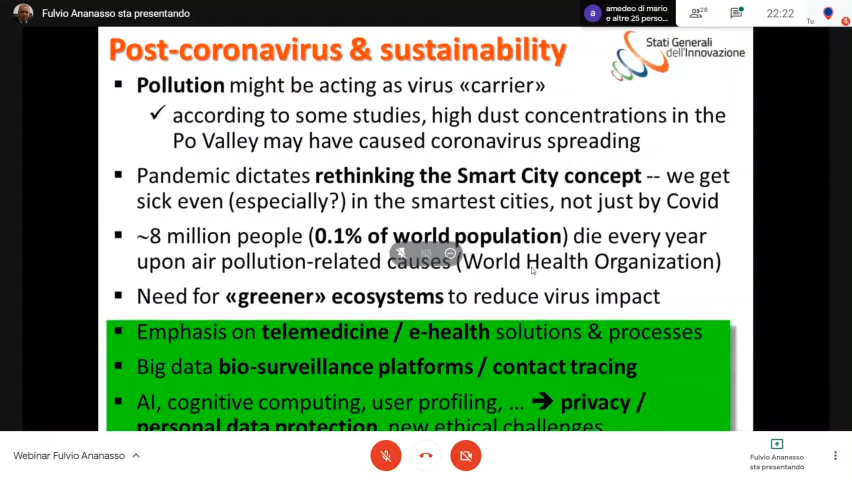 Fulvio Ananasso sta presentando
a
amedeo di mario
e altre 25 perso...
28
22:22
Tu
Post-coronavirus & sustainability
Stati Generali
dell'Innovazione
▪ Pollution might be acting as virus «carrier»
✓ according to some studies, high dust concentrations in the
Po Valley may have caused coronavirus spreading
▪ Pandemic dictates rethinking the Smart City concept -- we get
sick even (especially?) in the smartest cities, not just by Covid
▪ ~8 million people (0.1% of world population) die every year
upon air pollution-related causes (World Health Organization)
▪ Need for «greener» ecosystems to reduce virus impact
▪ Emphasis on telemedicine / e-health solutions & processes
▪ Big data bio-surveillance platforms / contact tracing
▪ AI, cognitive computing, user profiling, ... ➔ privacy /
personal data protection, new ethical challenges
Webinar Fulvio Ananasso
Fulvio Ananasso
sta presentando